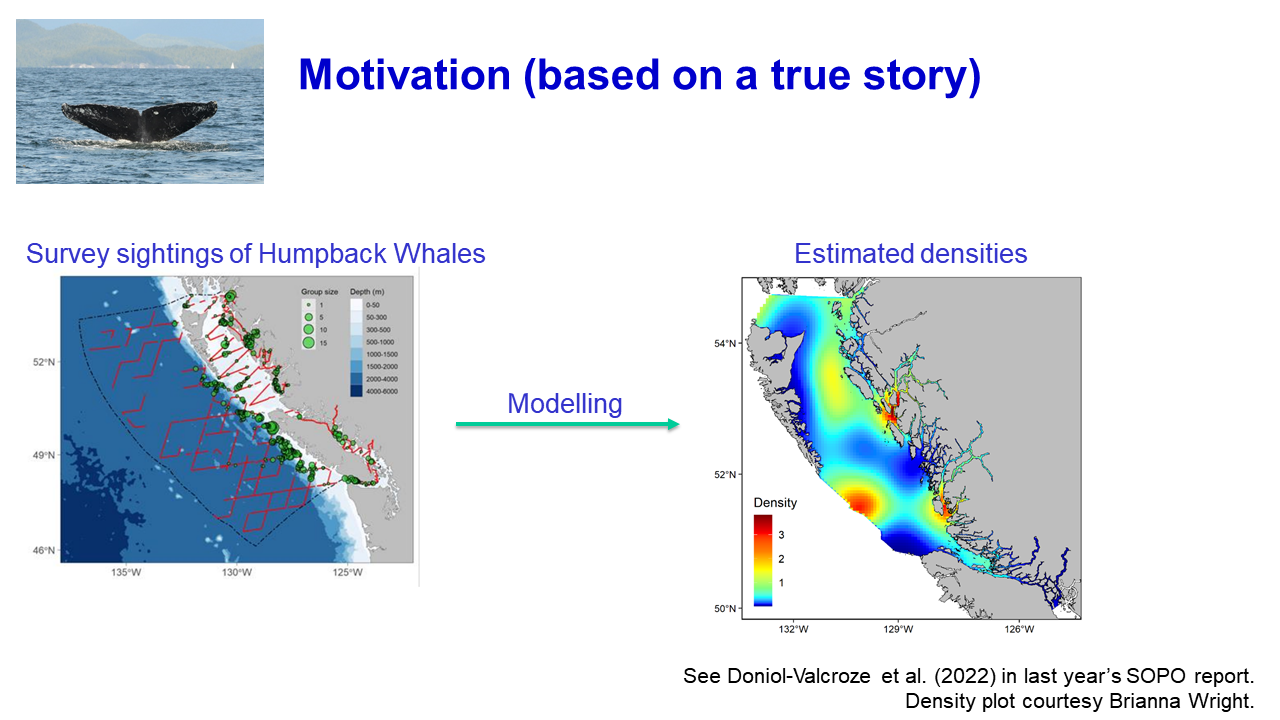 Motivation (based on a true story)
Survey sightings of Humpback Whales
Group size
1
5
10
15
Depth (m)
0-50
50-300
300-500
500-1000
1000-1500
1500-2000
2000-4000
4000-6000
52°N
49°N
46°N
135°W 130°W 125°W
Modelling
Estimated densities
54°N
52°N
50°N
Density
3
2
1
132°W 129°W 126°W
See Doniol-Valcroze et al. (2022) in last year's SOPO report.
Density plot courtesy Brianna Wright.